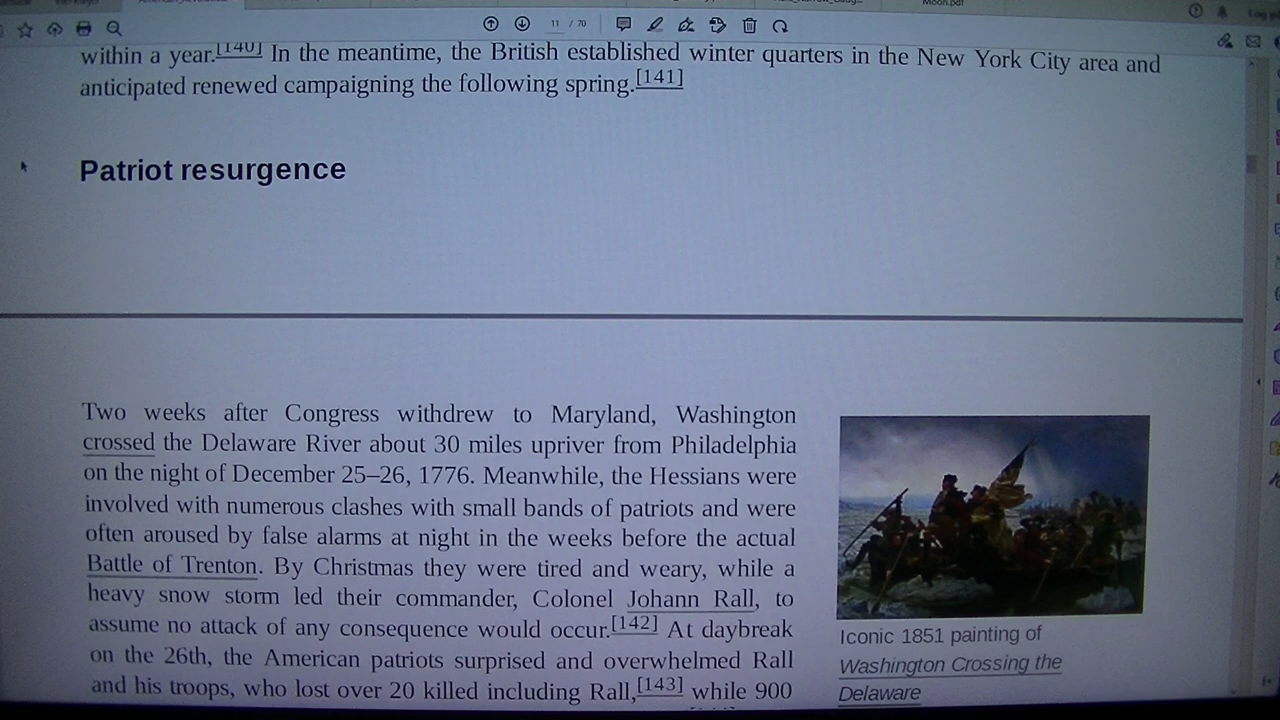 Moon.pdf
11 / 70
within a year.[140] In the meantime, the British established winter quarters in the New York City area and
anticipated renewed campaigning the following spring.[141]
Patriot resurgence
Two weeks after Congress withdrew to Maryland, Washington
crossed the Delaware River about 30 miles upriver from Philadelphia
on the night of December 25–26, 1776. Meanwhile, the Hessians were
involved with numerous clashes with small bands of patriots and were
often aroused by false alarms at night in the weeks before the actual
Battle of Trenton. By Christmas they were tired and weary, while a
heavy snow storm led their commander, Colonel Johann Rall, to
assume no attack of any consequence would occur.[142] At daybreak
on the 26th, the American patriots surprised and overwhelmed Rall
and his troops, who lost over 20 killed including Rall,[143] while 900
Iconic 1851 painting of
Washington Crossing the
Delaware